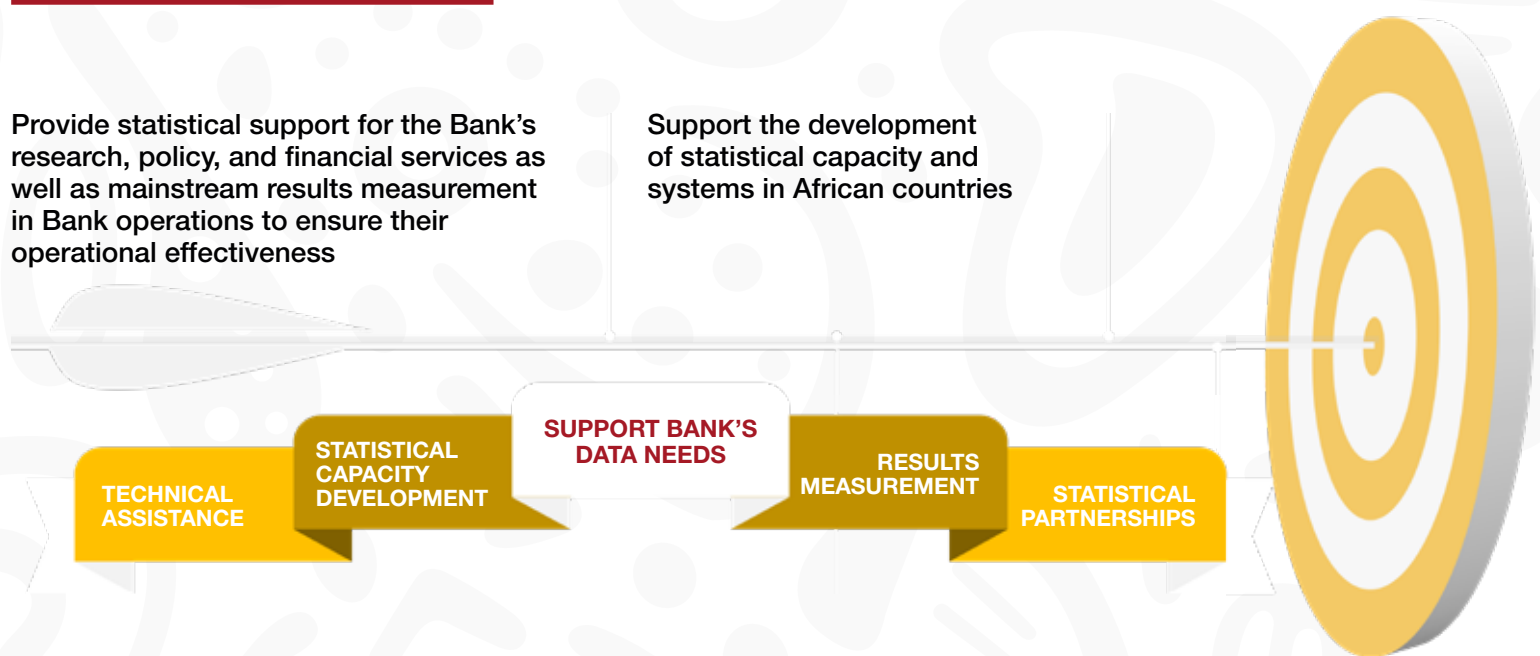 Provide statistical support for the Bank's
research, policy, and financial services as
well as mainstream results measurement
in Bank operations to ensure their
operational effectiveness
Support the development
of statistical capacity and
systems in African countries
TECHNICAL
ASSISTANCE
STATISTICAL
CAPACITY
DEVELOPMENT
SUPPORT BANK'S
DATA NEEDS
RESULTS
MEASUREMENT
STATISTICAL
PARTNERSHIPS